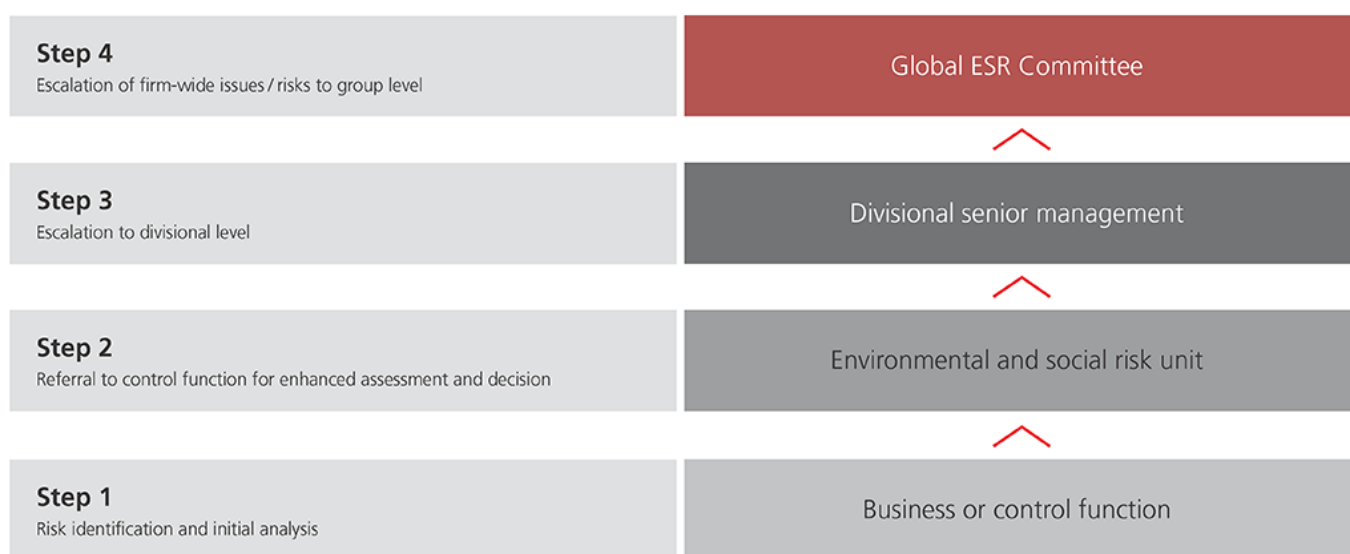 Step 4
Escalation of firm-wide issues / risks to group level
Global ESR Committee
Step 3
Escalation to divisional level
Divisional senior management
Step 2
Referral to control function for enhanced assessment and decision
Environmental and social risk unit
Step 1
Risk identification and initial analysis
Business or control function